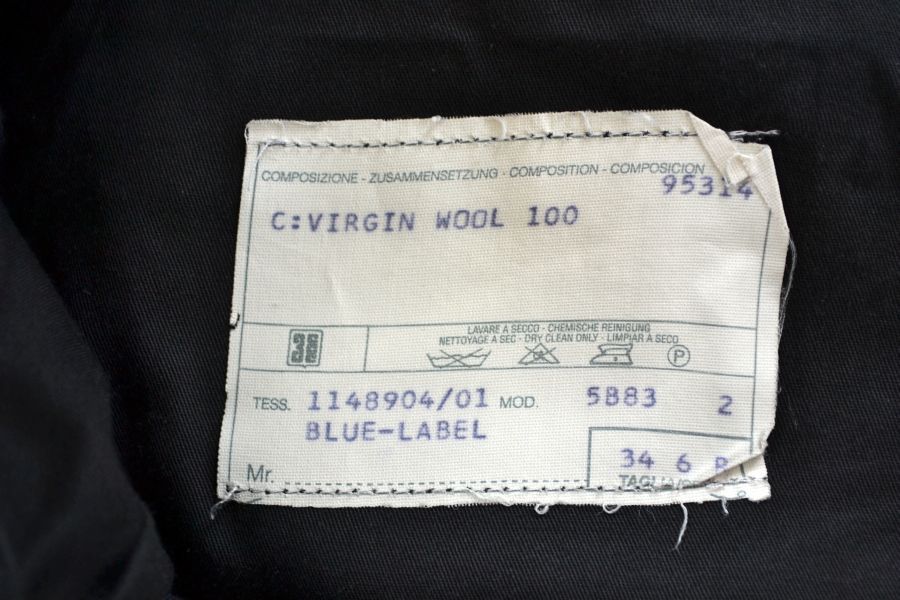 COMPOSIZIONE - ZUSAMMENSETZUNG - COMPOSITION - COMPOSICION
95314
C:VIRGIN WOOL 100
LAVARE A SECCO - CHEMISCHE REINIGUNG
NETTOYAGE A SEC - DRY CLEAN ONLY - LIMPIAR A SECO
P
TESS. 1148904/01 MOD. 5883 2
BLUE-LABEL
34 6 R
Mr.